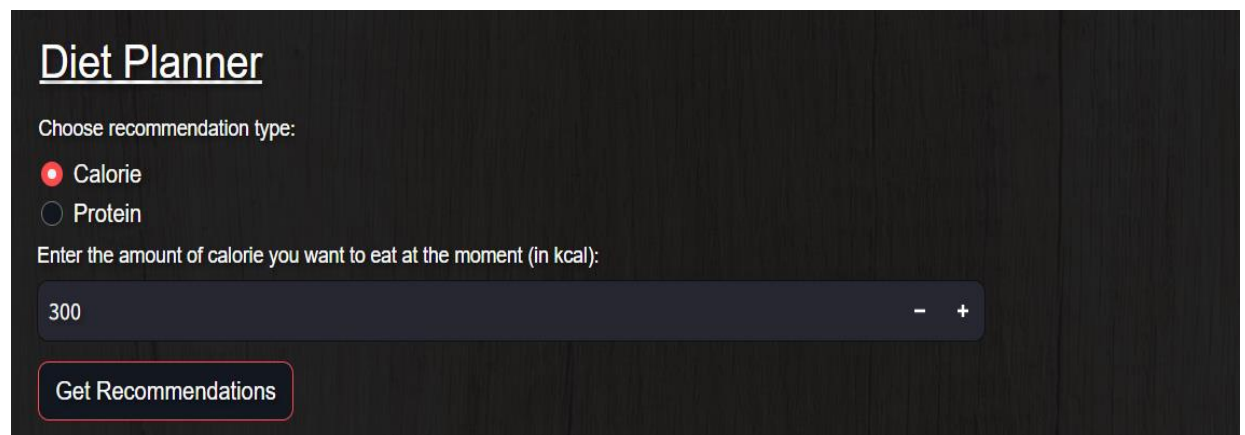 Diet Planner
Choose recommendation type:
Calorie
Protein
Enter the amount of calorie you want to eat at the moment (in kcal):
300 - +
Get Recommendations